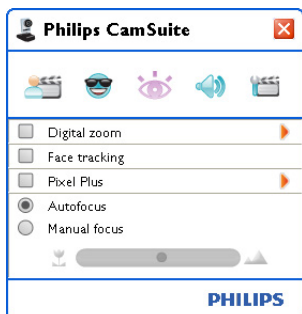 Philips CamSuite
Digital zoom
Face tracking
Pixel Plus
Autofocus
Manual focus
PHILIPS